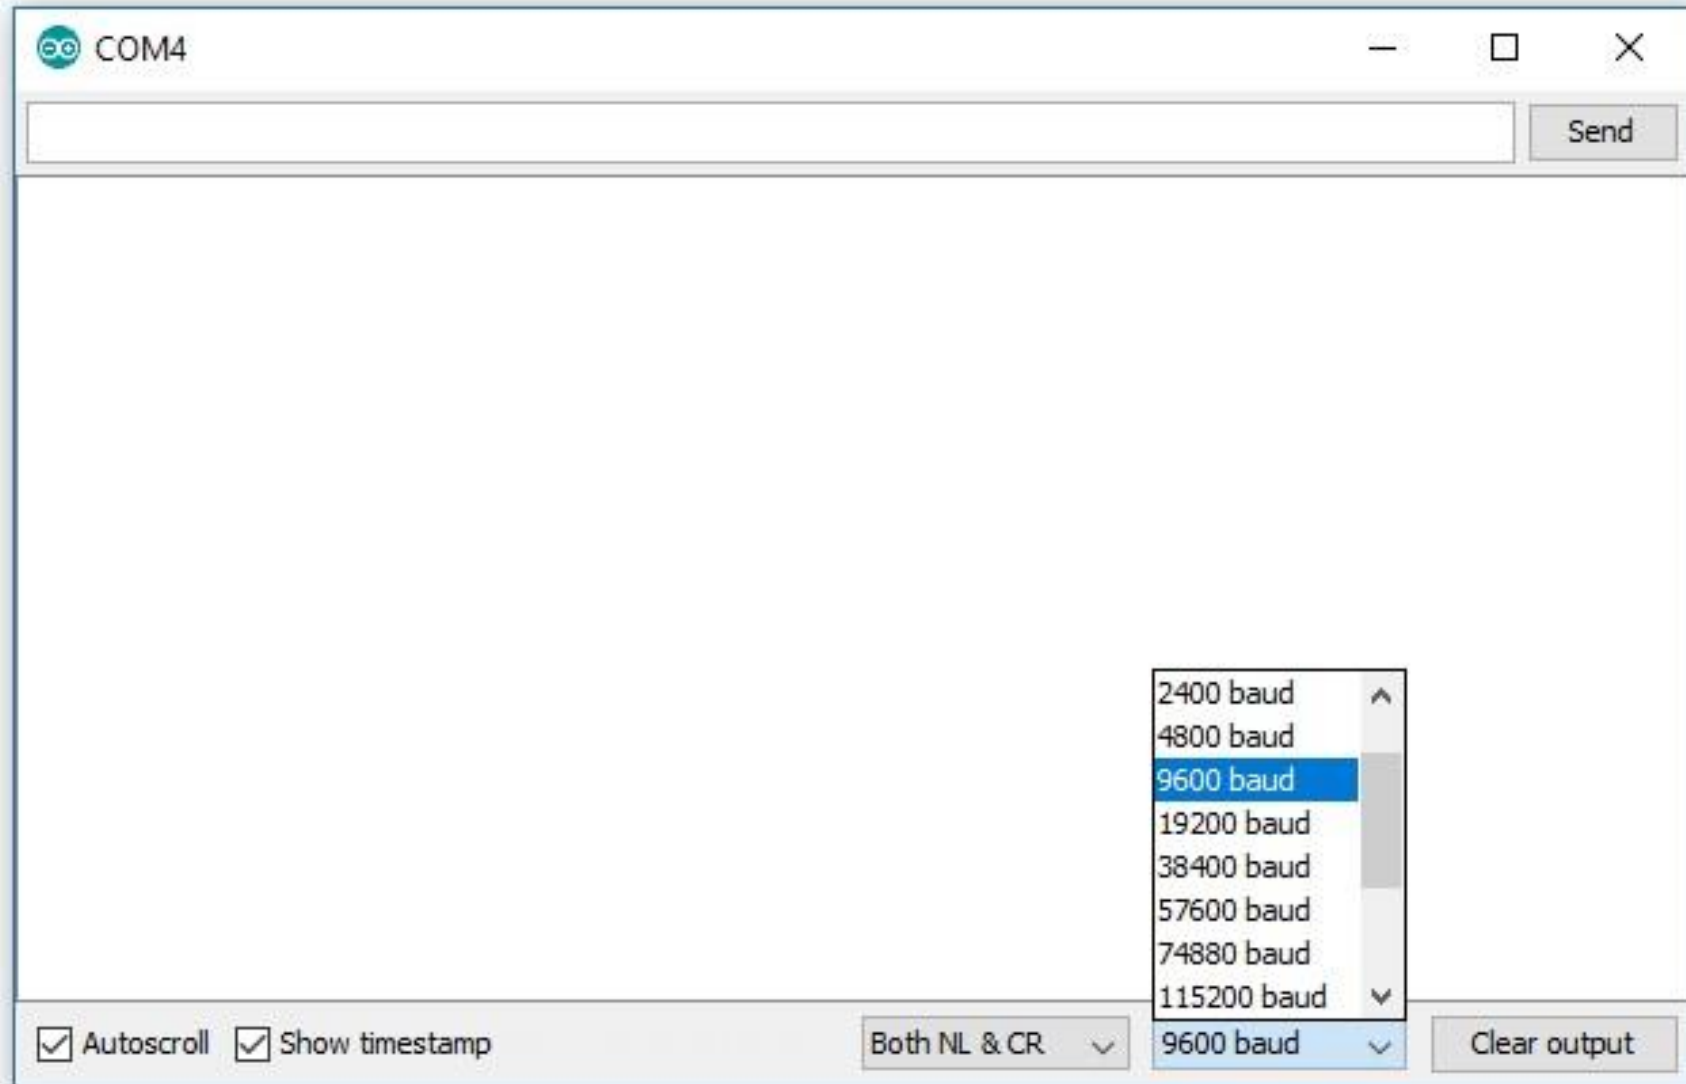 COM4
Send
2400 baud
4800 baud
9600 baud
19200 baud
38400 baud
57600 baud
74880 baud
115200 baud
Autoscroll Show timestamp Both NL & CR 9600 baud Clear output